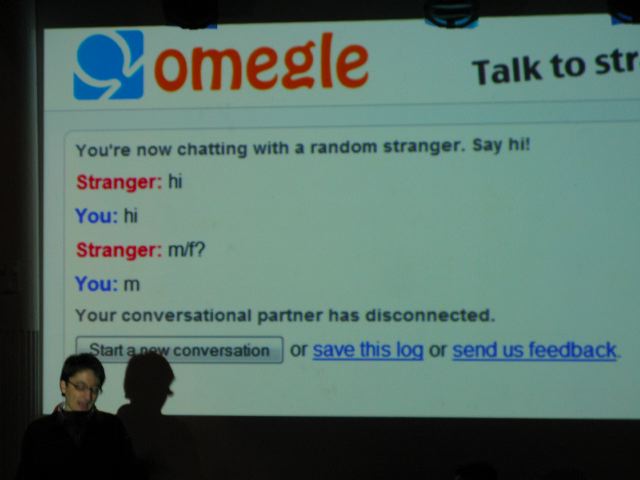 omegle
Talk to str
You're now chatting with a random stranger. Say hi!
Stranger: hi
You: hi
Stranger: m/f?
You: m
Your conversational partner has disconnected.
Start a new conversation or save this log or send us feedback.